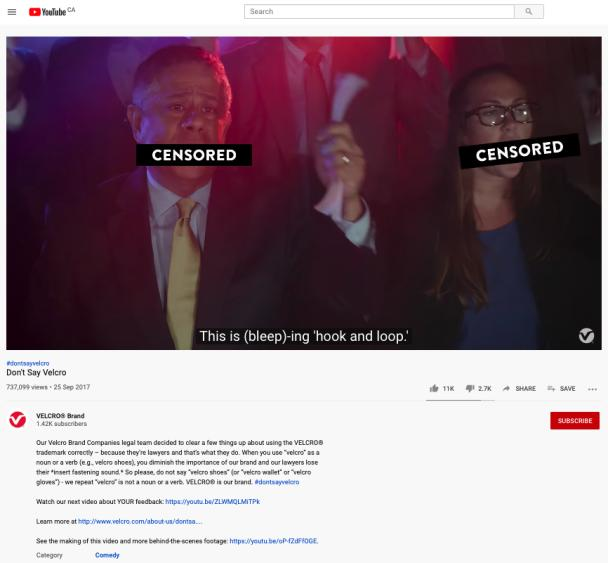 YouTube CA
Search
CENSORED
CENSORED
This is (bleep)-ing 'hook and loop.'
#dontsayvelcro
Don't Say Velcro
737,099 views • 25 Sep 2017
11K 2.7K SHARE SAVE ...
VELCRO® Brand
1.42K subscribers
SUBSCRIBE
Our Velcro Brand Companies legal team decided to clear a few things up about using the VELCRO®
trademark correctly – because they're lawyers and that's what they do. When you use "velcro" as a
noun or a verb (e.g., velcro shoes), you diminish the importance of our brand and our lawyers lose
their *insert fastening sound.* So please, do not say "velcro shoes" (or "velcro wallet" or "velcro
gloves") - we repeat "velcro" is not a noun or a verb. VELCRO® is our brand. #dontsayvelcro
Watch our next video about YOUR feedback: https://youtu.be/ZLWMQLMiTPk
Learn more at http://www.velcro.com/about-us/dontsa....
See the making of this video and more behind-the-scenes footage: https://youtu.be/oP-fZdFfOGE.
Category Comedy